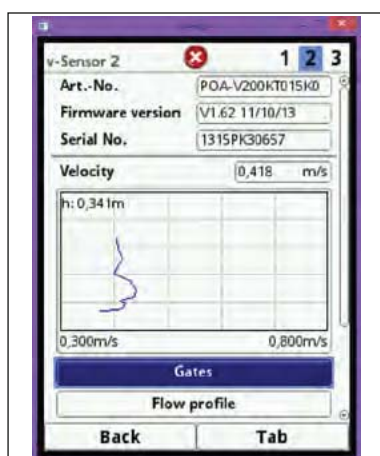 v-Sensor 2 1 2 3
Art.-No. POA-V200KT015K0
Firmware version V1.62 11/10/13
Serial No. 1315PK30657
Velocity 0,418 m/s
h: 0,341m
0,300m/s 0,800m/s
Gates
Flow profile
Back Tab